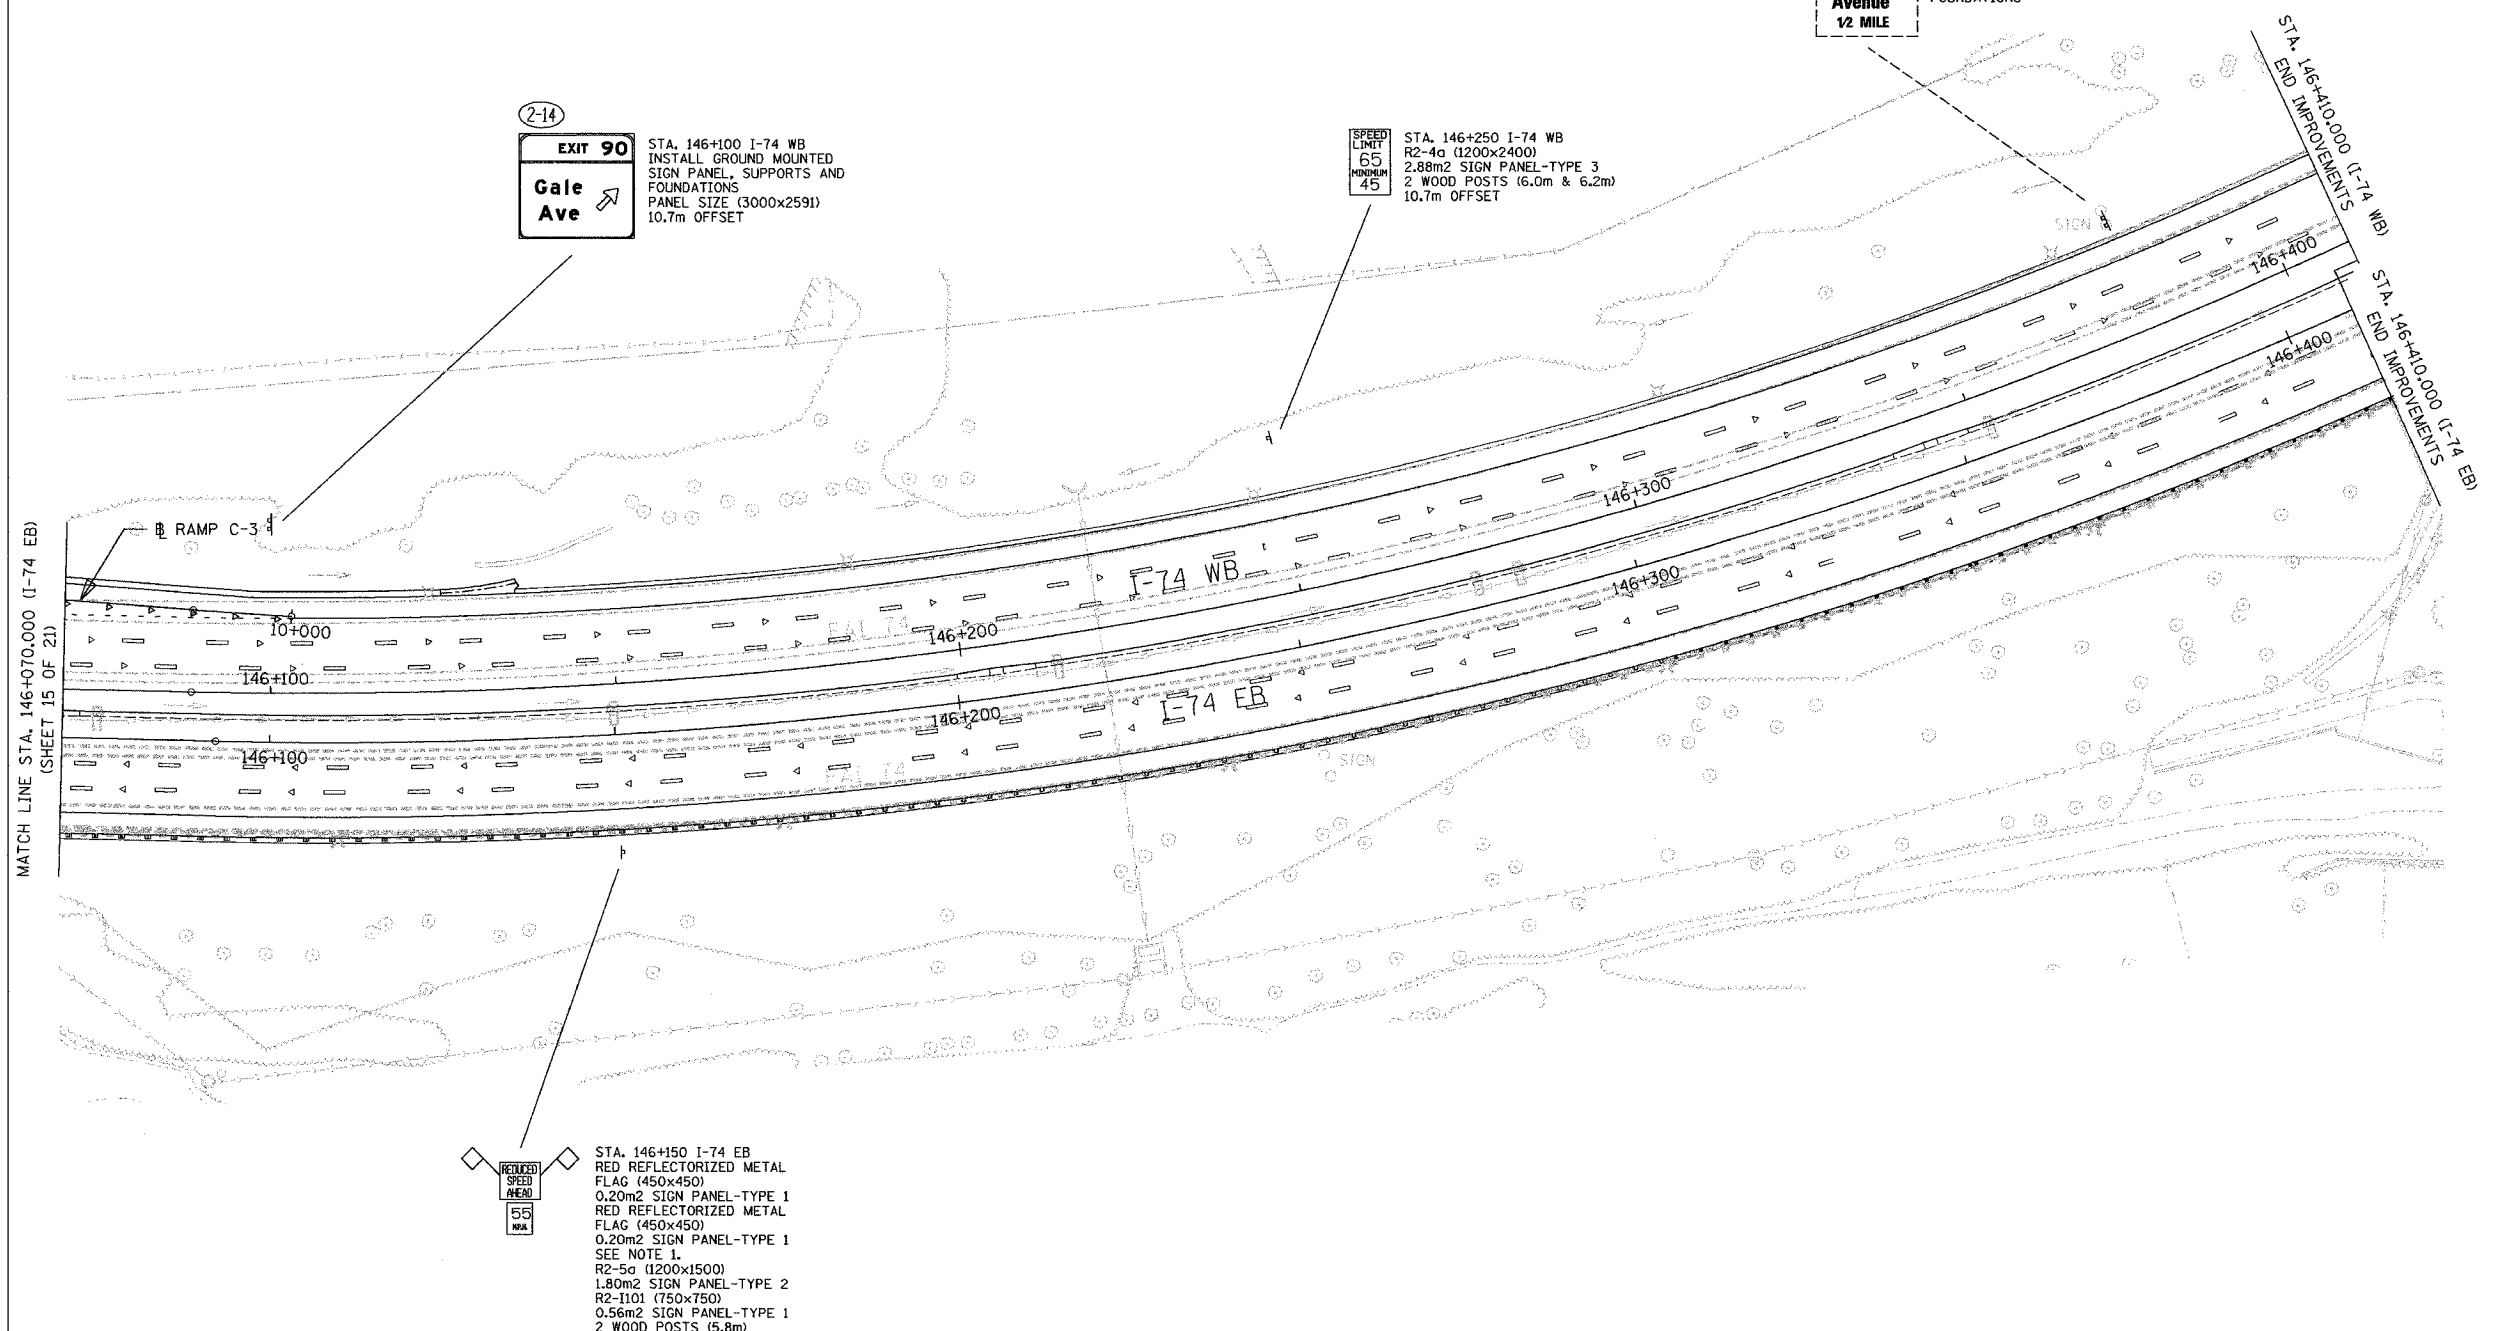 Avenue
1/2 MILE
STA. 146+410.000 (I-74 WB)
END IMPROVEMENTS
2-14
EXIT 90
Gale
Ave
STA. 146+100 I-74 WB
INSTALL GROUND MOUNTED
SIGN PANEL, SUPPORTS AND
FOUNDATIONS
PANEL SIZE (3000x2591)
10.7m OFFSET
SPEED
LIMIT
65
MINIMUM
45
STA. 146+250 I-74 WB
R2-4a (1200x2400)
2.88m2 SIGN PANEL-TYPE 3
2 WOOD POSTS (6.0m & 6.2m)
10.7m OFFSET
SIGN
146+400
STA. 146+410.000 (I-74 EB)
END IMPROVEMENTS
146+400
MATCH LINE STA. 146+070.000 (I-74 EB)
(SHEET 15 OF 21)
BL RAMP C-3
10+000
146+100
146+200
I-74 WB
146+300
FAI 74
146+100
146+200
I-74 EB
146+300
FAI 74
SIGN
REDUCED
SPEED
AHEAD
55
M.P.H.
STA. 146+150 I-74 EB
RED REFLECTORIZED METAL
FLAG (450x450)
0.20m2 SIGN PANEL-TYPE 1
RED REFLECTORIZED METAL
FLAG (450x450)
0.20m2 SIGN PANEL-TYPE 1
SEE NOTE 1.
R2-5a (1200x1500)
1.80m2 SIGN PANEL-TYPE 2
R2-I101 (750x750)
0.56m2 SIGN PANEL-TYPE 1
2 WOOD POSTS (5.8m)